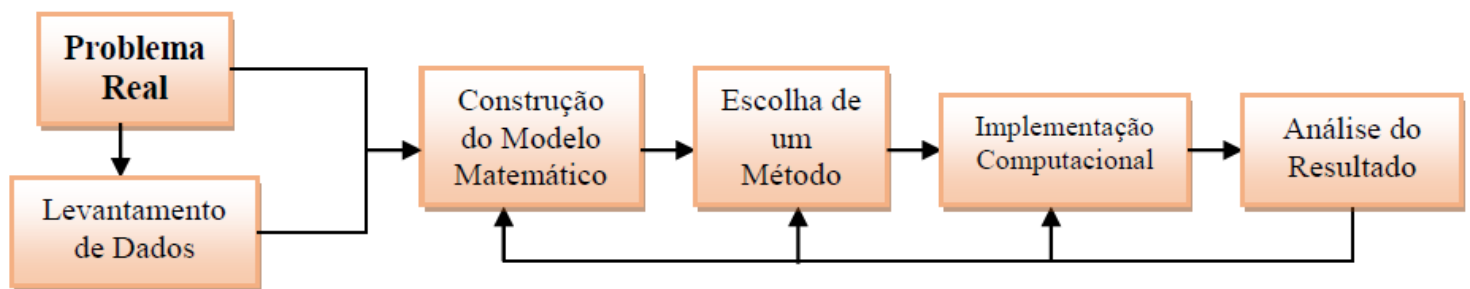 Problema
Real
Levantamento
de Dados
Construção
do Modelo
Matemático
Escolha de
um
Método
Implementação
Computacional
Análise do
Resultado